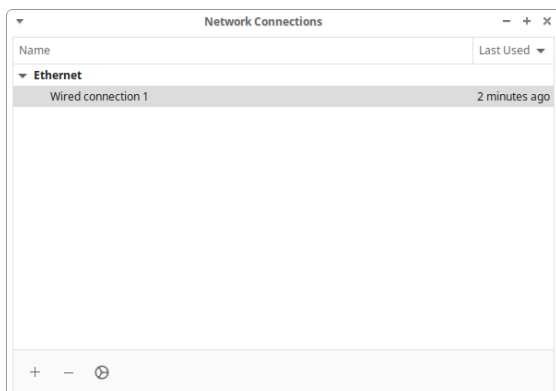 Network Connections
Name Last Used
Ethernet
Wired connection 1 2 minutes ago